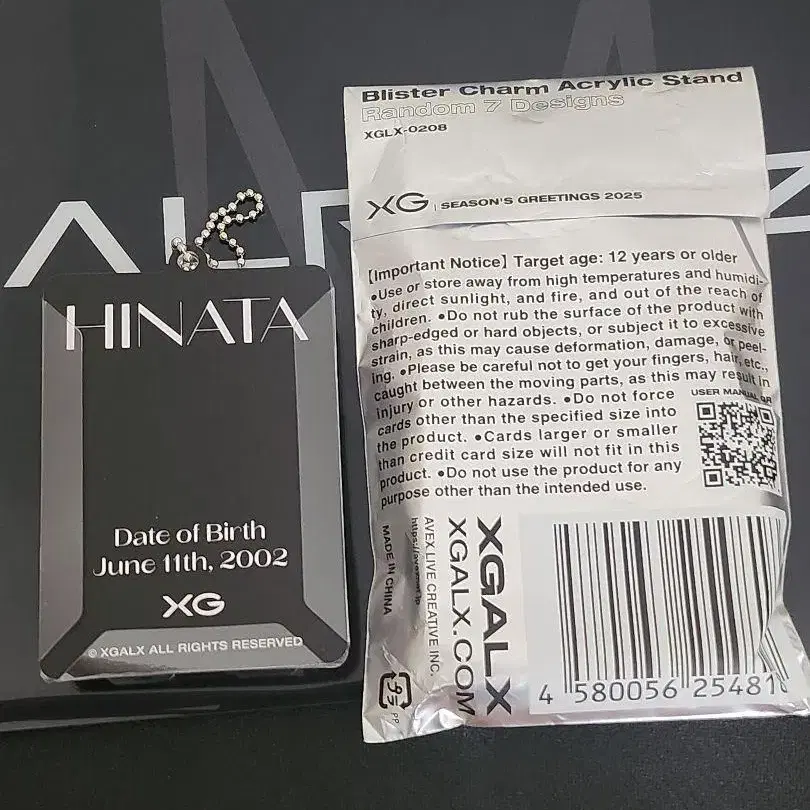 HINATA
Date of Birth
June 11th, 2002
XG
© XGALX ALL RIGHTS RESERVED
Blister Charm Acrylic Stand
Random 7 Designs
XGLX-0208
XG | SEASON'S GREETINGS 2025
【Important Notice】 Target age: 12 years or older
●Use or store away from high temperatures and humidi-
ty, direct sunlight, and fire, and out of the reach of
children. ●Do not rub the surface of the product with
sharp-edged or hard objects, or subject it to excessive
strain, as this may cause deformation, damage, or peel-
ing. ●Please be careful not to get your fingers, hair, etc.,
caught between the moving parts, as this may result in
injury or other hazards. ●Do not force
cards other than the specified size into
the product. ●Cards larger or smaller
than credit card size will not fit in this
product. ●Do not use the product for any
purpose other than the intended use.
USER MANUAL QR
XGALX
XGALX.COM
AVEX LIVE CREATIVE INC.
MADE IN CHINA
プラ
PP
4 580056 25481